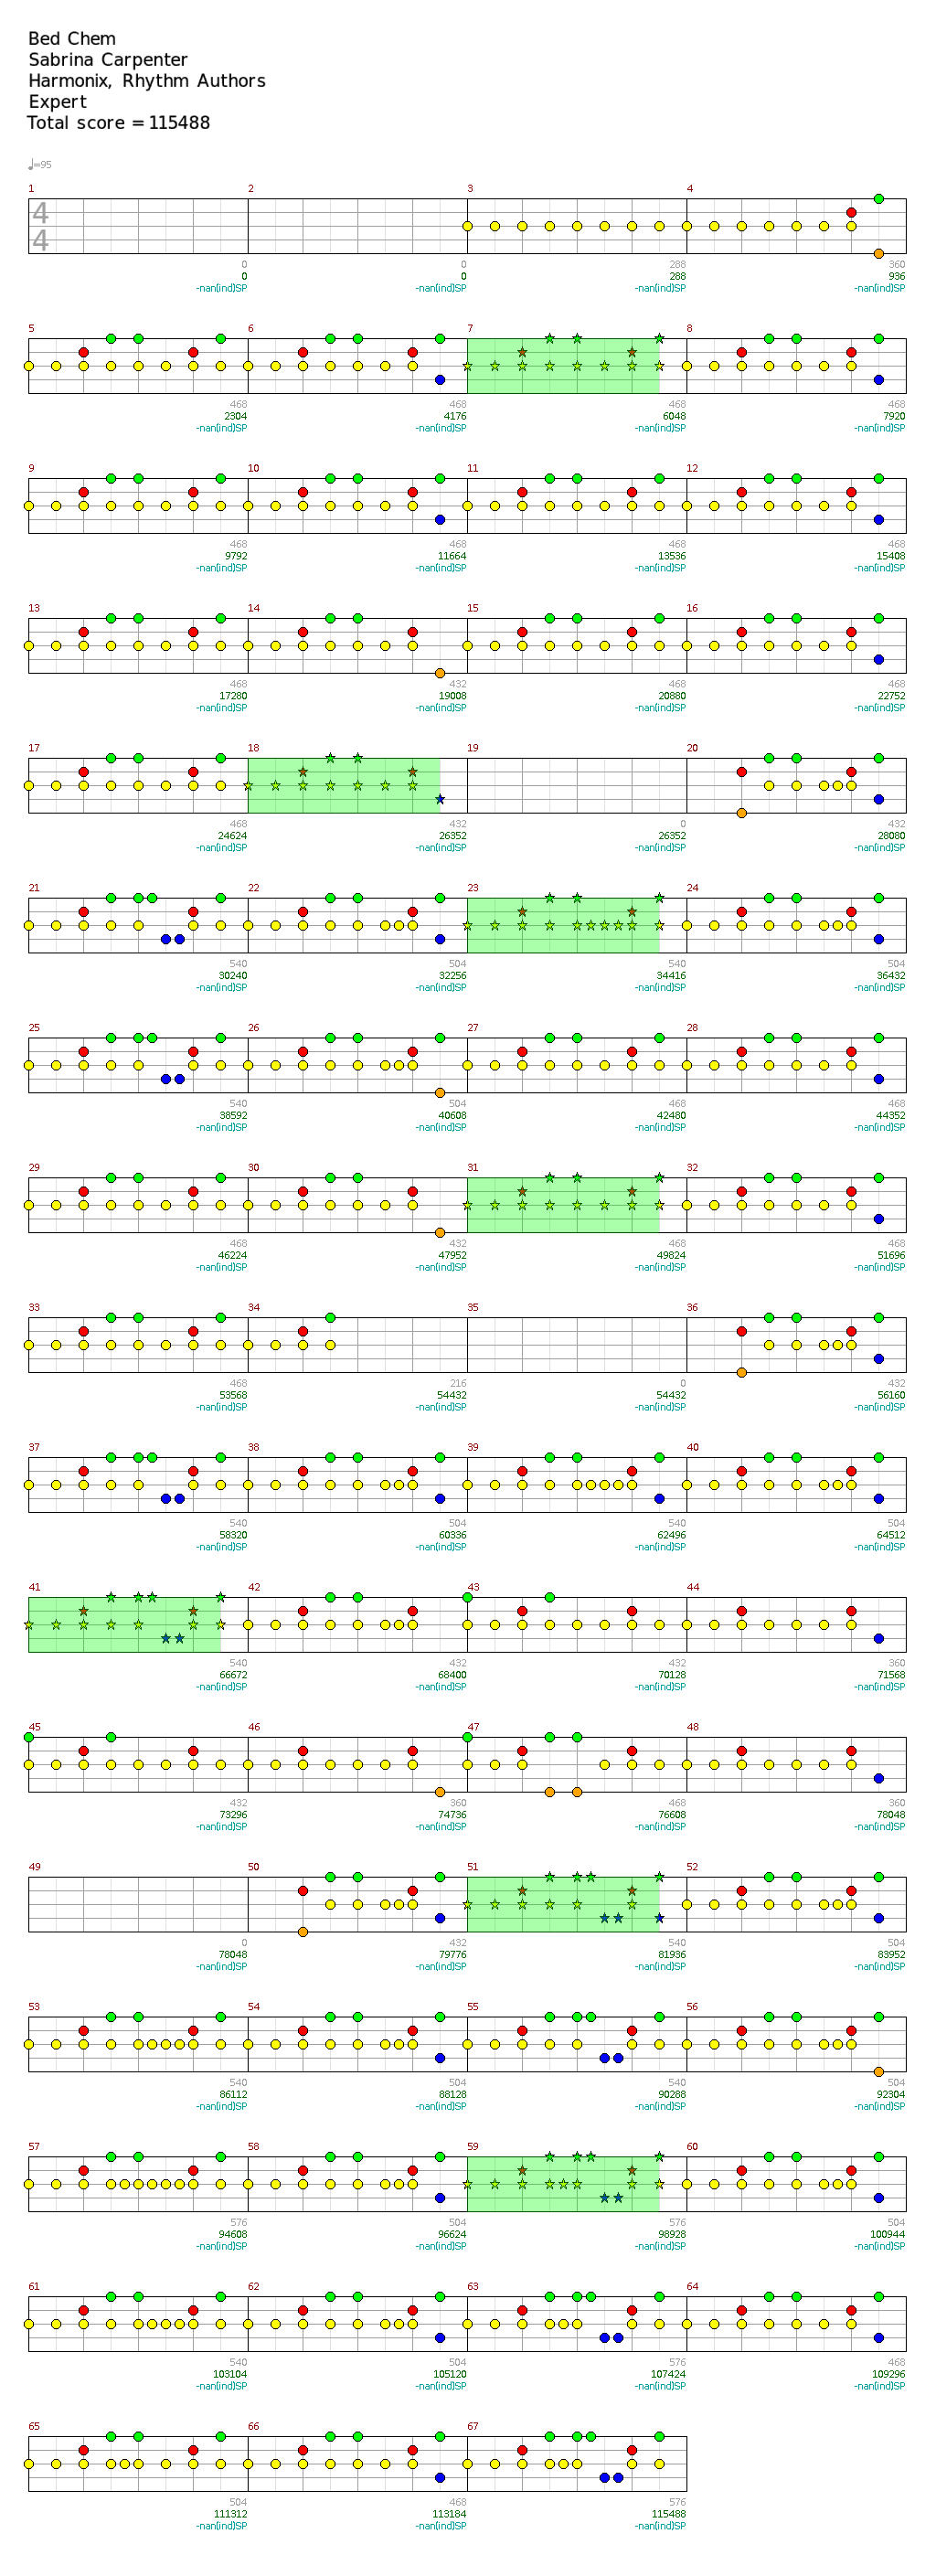 Bed Chem
Sabrina Carpenter
Harmonix, Rhythm Authors
Expert
Total score = 115488
♩=95
1 2 3 4
4
4
0 0 288 360
0 0 288 936
-nan(ind)SP -nan(ind)SP -nan(ind)SP -nan(ind)SP
5 6 7 8
468 468 468 468
2304 4176 6048 7920
-nan(ind)SP -nan(ind)SP -nan(ind)SP -nan(ind)SP
9 10 11 12
468 468 468 468
9792 11664 13536 15408
-nan(ind)SP -nan(ind)SP -nan(ind)SP -nan(ind)SP
13 14 15 16
468 432 468 468
17280 19008 20880 22752
-nan(ind)SP -nan(ind)SP -nan(ind)SP -nan(ind)SP
17 18 19 20
468 432 0 432
24624 26352 26352 28080
-nan(ind)SP -nan(ind)SP -nan(ind)SP -nan(ind)SP
21 22 23 24
540 504 540 504
30240 32256 34416 36432
-nan(ind)SP -nan(ind)SP -nan(ind)SP -nan(ind)SP
25 26 27 28
540 504 468 468
38592 40608 42480 44352
-nan(ind)SP -nan(ind)SP -nan(ind)SP -nan(ind)SP
29 30 31 32
468 432 468 468
46224 47952 49824 51696
-nan(ind)SP -nan(ind)SP -nan(ind)SP -nan(ind)SP
33 34 35 36
468 216 0 432
53568 54432 54432 56160
-nan(ind)SP -nan(ind)SP -nan(ind)SP -nan(ind)SP
37 38 39 40
540 504 540 504
58320 60336 62496 64512
-nan(ind)SP -nan(ind)SP -nan(ind)SP -nan(ind)SP
41 42 43 44
540 432 432 360
66672 68400 70128 71568
-nan(ind)SP -nan(ind)SP -nan(ind)SP -nan(ind)SP
45 46 47 48
432 360 468 360
73296 74736 76608 78048
-nan(ind)SP -nan(ind)SP -nan(ind)SP -nan(ind)SP
49 50 51 52
0 432 540 504
78048 79776 81936 83952
-nan(ind)SP -nan(ind)SP -nan(ind)SP -nan(ind)SP
53 54 55 56
540 504 540 504
86112 88128 90288 92304
-nan(ind)SP -nan(ind)SP -nan(ind)SP -nan(ind)SP
57 58 59 60
576 504 576 504
94608 96624 98928 100944
-nan(ind)SP -nan(ind)SP -nan(ind)SP -nan(ind)SP
61 62 63 64
540 504 576 468
103104 105120 107424 109296
-nan(ind)SP -nan(ind)SP -nan(ind)SP -nan(ind)SP
65 66 67
504 468 576
111312 113184 115488
-nan(ind)SP -nan(ind)SP -nan(ind)SP